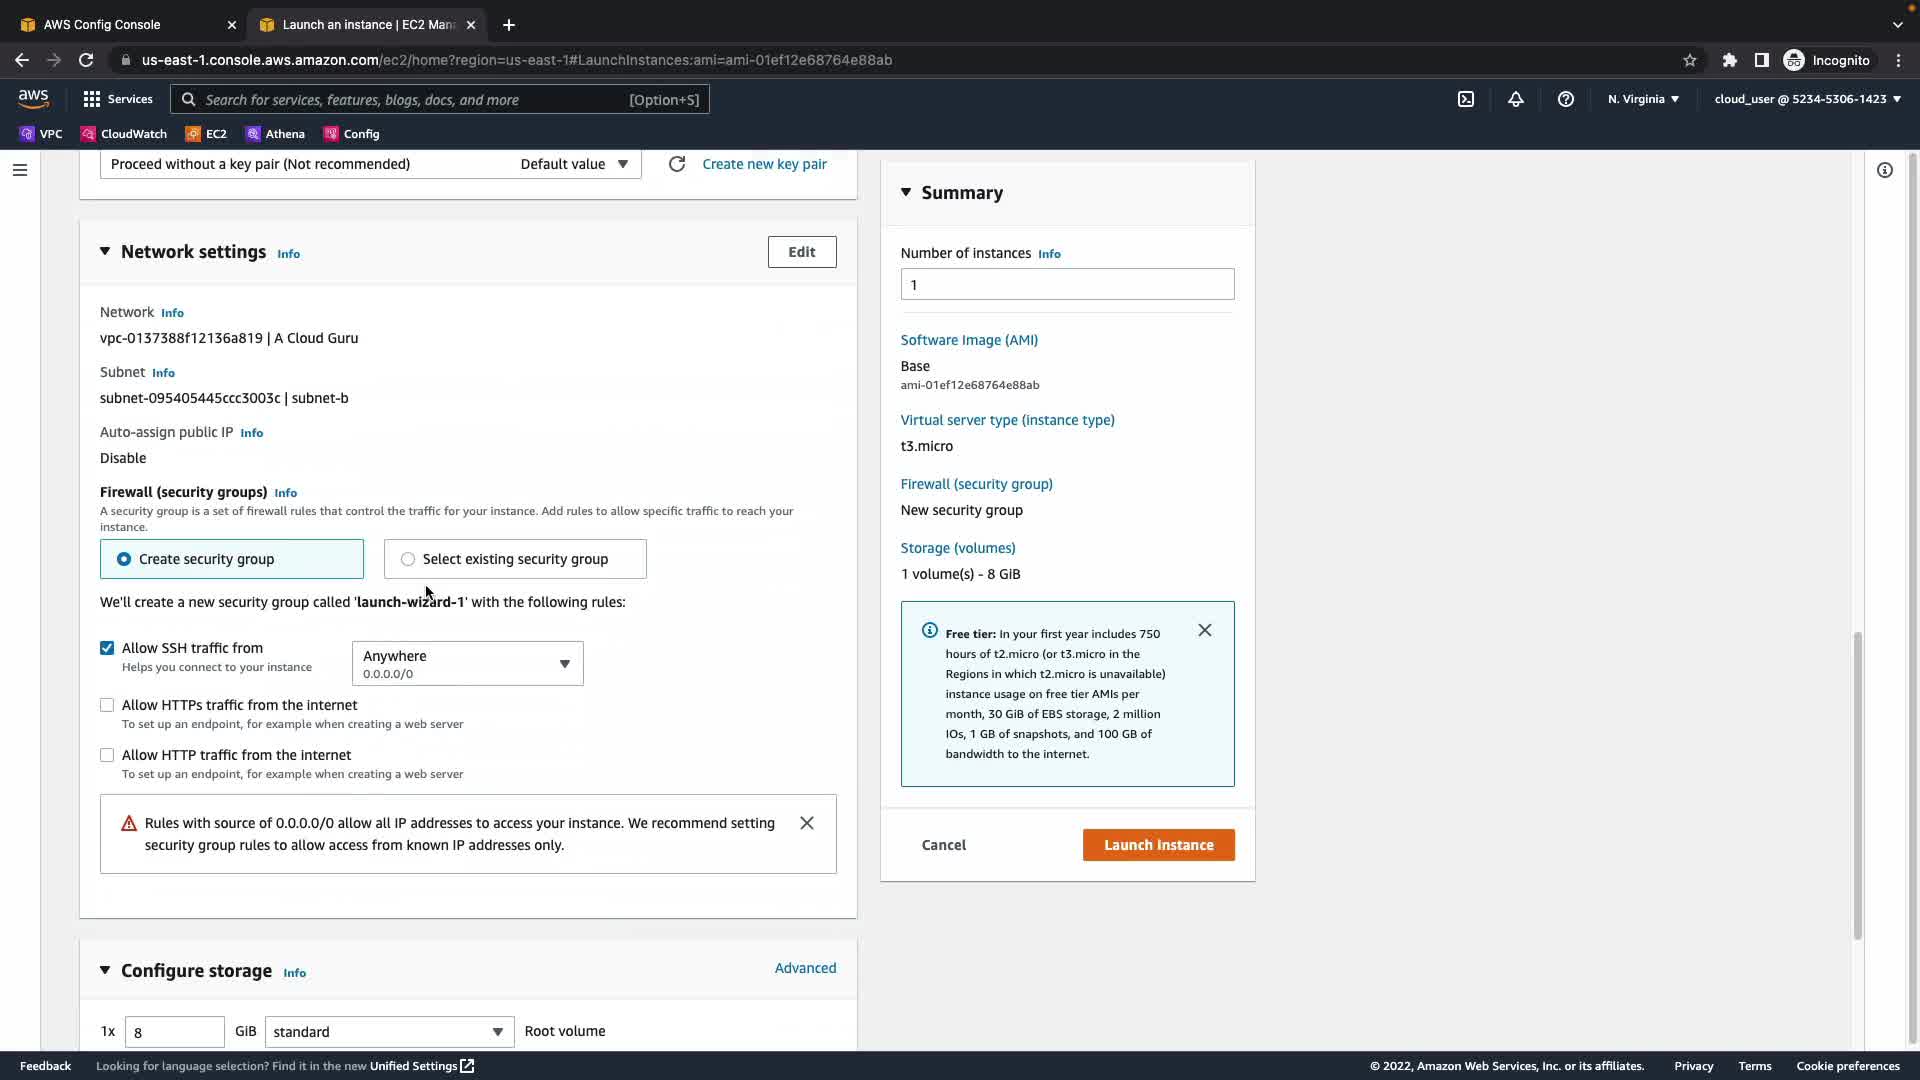 AWS Config Console
Launch an instance | EC2 Man
us-east-1.console.aws.amazon.com/ec2/home?region=us-east-1#LaunchInstances:ami=ami-01ef12e68764e88ab
Incognito
aws
Services
Search for services, features, blogs, docs, and more
[Option+S]
N. Virginia
cloud_user @ 5234-5306-1423
VPC
CloudWatch
EC2
Athena
Config
Proceed without a key pair (Not recommended)
Default value
Create new key pair
Network settings Info
Edit
Network Info
vpc-0137388f12136a819 | A Cloud Guru
Subnet Info
subnet-095405445ccc3003c | subnet-b
Auto-assign public IP Info
Disable
Firewall (security groups) Info
A security group is a set of firewall rules that control the traffic for your instance. Add rules to allow specific traffic to reach your
instance.
Create security group
Select existing security group
We'll create a new security group called 'launch-wizard-1' with the following rules:
Allow SSH traffic from
Helps you connect to your instance
Anywhere
0.0.0.0/0
Allow HTTPs traffic from the internet
To set up an endpoint, for example when creating a web server
Allow HTTP traffic from the internet
To set up an endpoint, for example when creating a web server
Rules with source of 0.0.0.0/0 allow all IP addresses to access your instance. We recommend setting
security group rules to allow access from known IP addresses only.
Configure storage Info
Advanced
1x
8
GiB
standard
Root volume
Summary
Number of instances Info
1
Software Image (AMI)
Base
ami-01ef12e68764e88ab
Virtual server type (instance type)
t3.micro
Firewall (security group)
New security group
Storage (volumes)
1 volume(s) - 8 GiB
Free tier: In your first year includes 750
hours of t2.micro (or t3.micro in the
Regions in which t2.micro is unavailable)
instance usage on free tier AMIs per
month, 30 GiB of EBS storage, 2 million
IOs, 1 GB of snapshots, and 100 GB of
bandwidth to the internet.
Cancel
Launch instance
Feedback
Looking for language selection? Find it in the new Unified Settings
© 2022, Amazon Web Services, Inc. or its affiliates.
Privacy
Terms
Cookie preferences